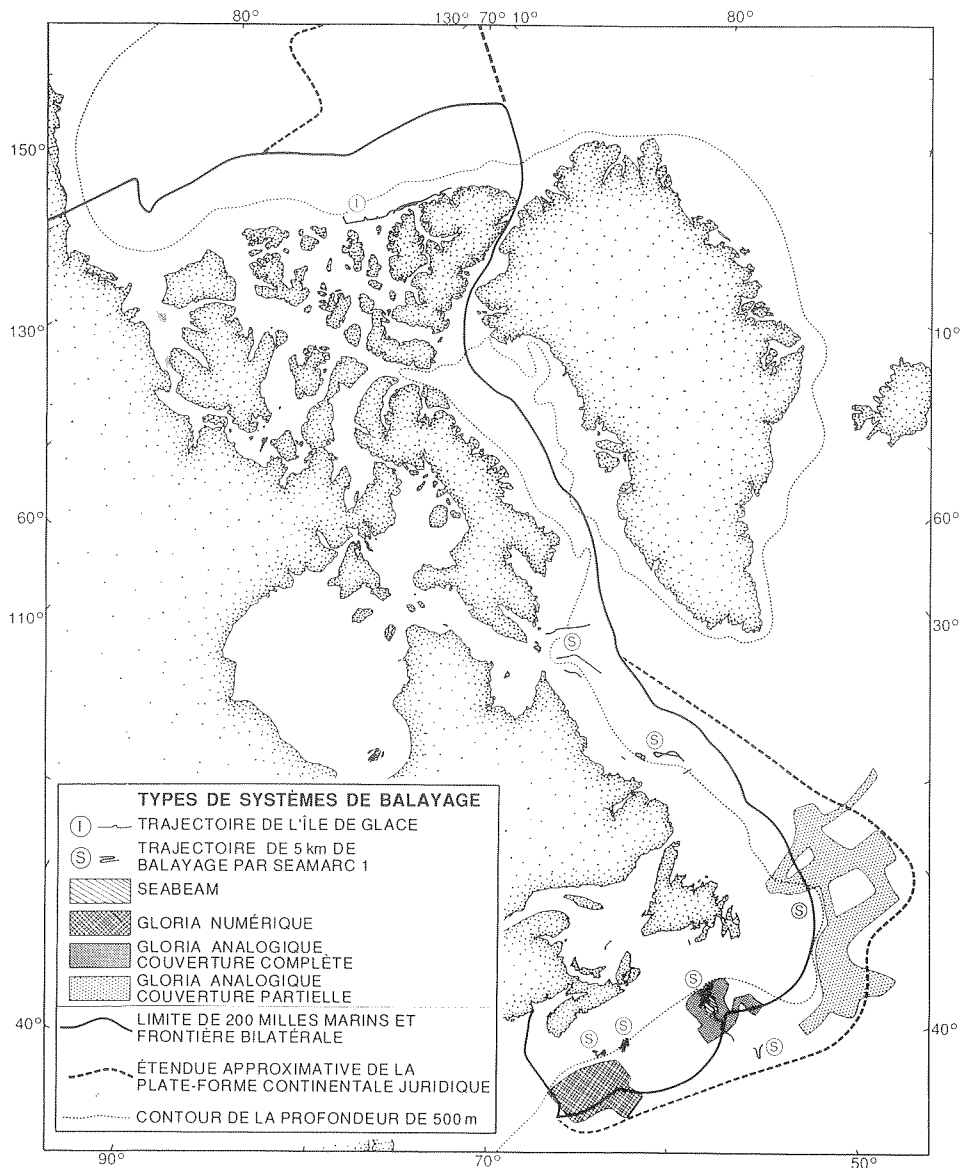 80° 130° 70° 10° 80°
150°
I
130° 10°
60° 60°
110° 30°
S
S
TYPES DE SYSTÈMES DE BALAYAGE
I TRAJECTOIRE DE L'ÎLE DE GLACE
S TRAJECTOIRE DE 5 km DE
BALAYAGE PAR SEAMARC 1
SEABEAM
GLORIA NUMÉRIQUE
GLORIA ANALOGIQUE
COUVERTURE COMPLÈTE
GLORIA ANALOGIQUE
COUVERTURE PARTIELLE
LIMITE DE 200 MILLES MARINS ET
FRONTIÈRE BILATÉRALE
ÉTENDUE APPROXIMATIVE DE LA
PLATE-FORME CONTINENTALE JURIDIQUE
CONTOUR DE LA PROFONDEUR DE 500 m
S
S
S S S
40° 40°
90° 70° 50°